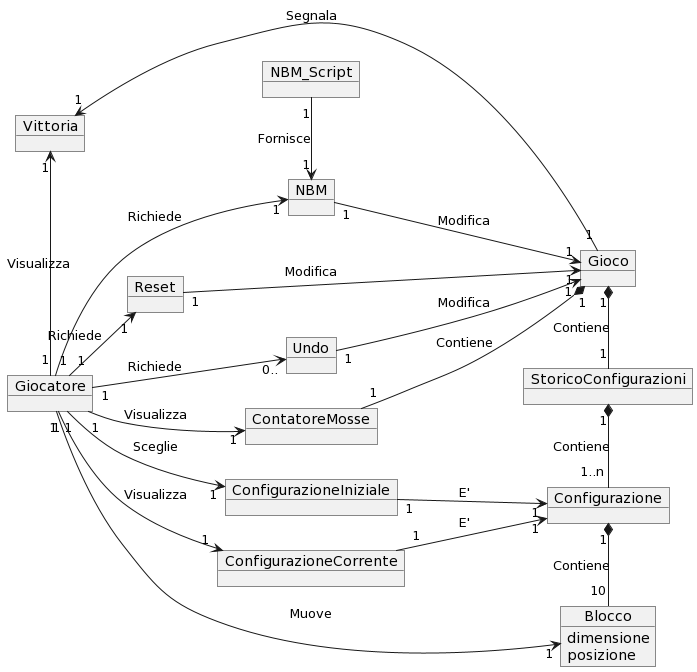 Segnala
NBM_Script
1
1
Vittoria
1
Fornisce
1
1
NBM
Richiede
1
1
Modifica
1
1
Gioco
Visualizza
Reset
1
Modifica
1
1
1
1
Richiede
1
Modifica
Contiene
Undo
1
Contiene
1
1
1
Richiede
0..
1
StoricoConfigurazioni
Giocatore
1
1
Visualizza
1
ContatoreMosse
1
1
1
1
1
Sceglie
Contiene
1..n
ConfigurazioneIniziale
1
E'
1
Configurazione
Visualizza
1
1
E'
1
1
ConfigurazioneCorrente
Contiene
10
Muove
1
Blocco
dimensione
posizione